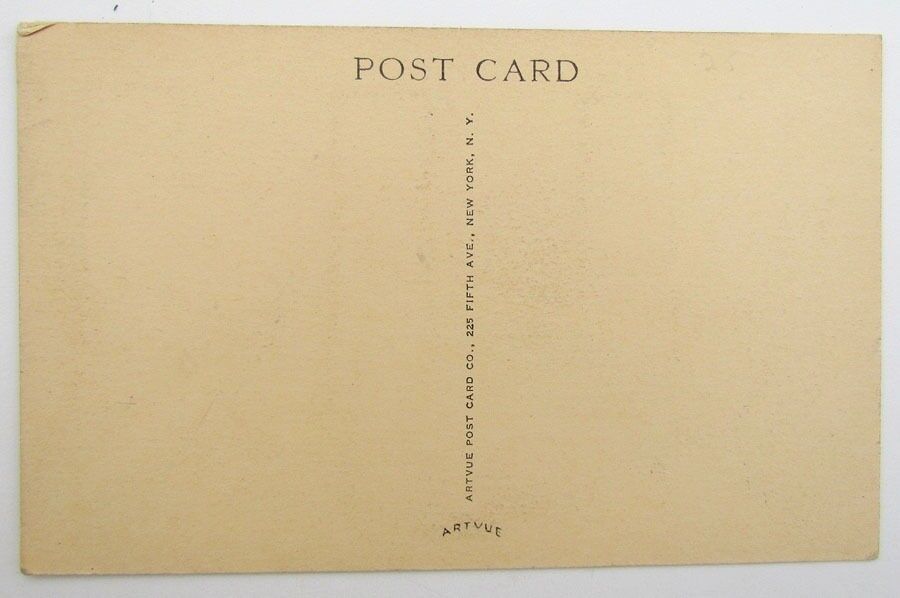 POST CARD
ARTVUE POST CARD CO., 225 FIFTH AVE., NEW YORK, N. Y.
ARTVUE